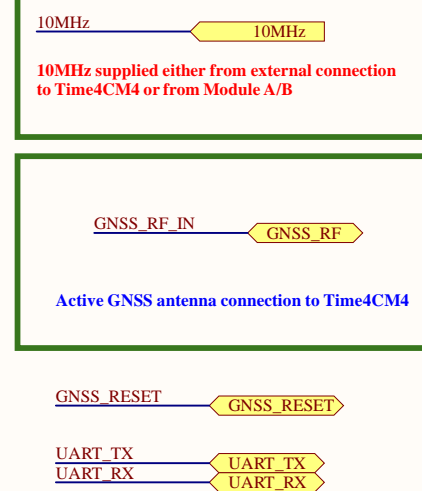 10MHz
10MHz
10MHz supplied either from external connection
to Time4CM4 or from Module A/B
GNSS_RF_IN
GNSS_RF
Active GNSS antenna connection to Time4CM4
GNSS_RESET
GNSS_RESET
UART_TX
UART_TX
UART_RX
UART_RX